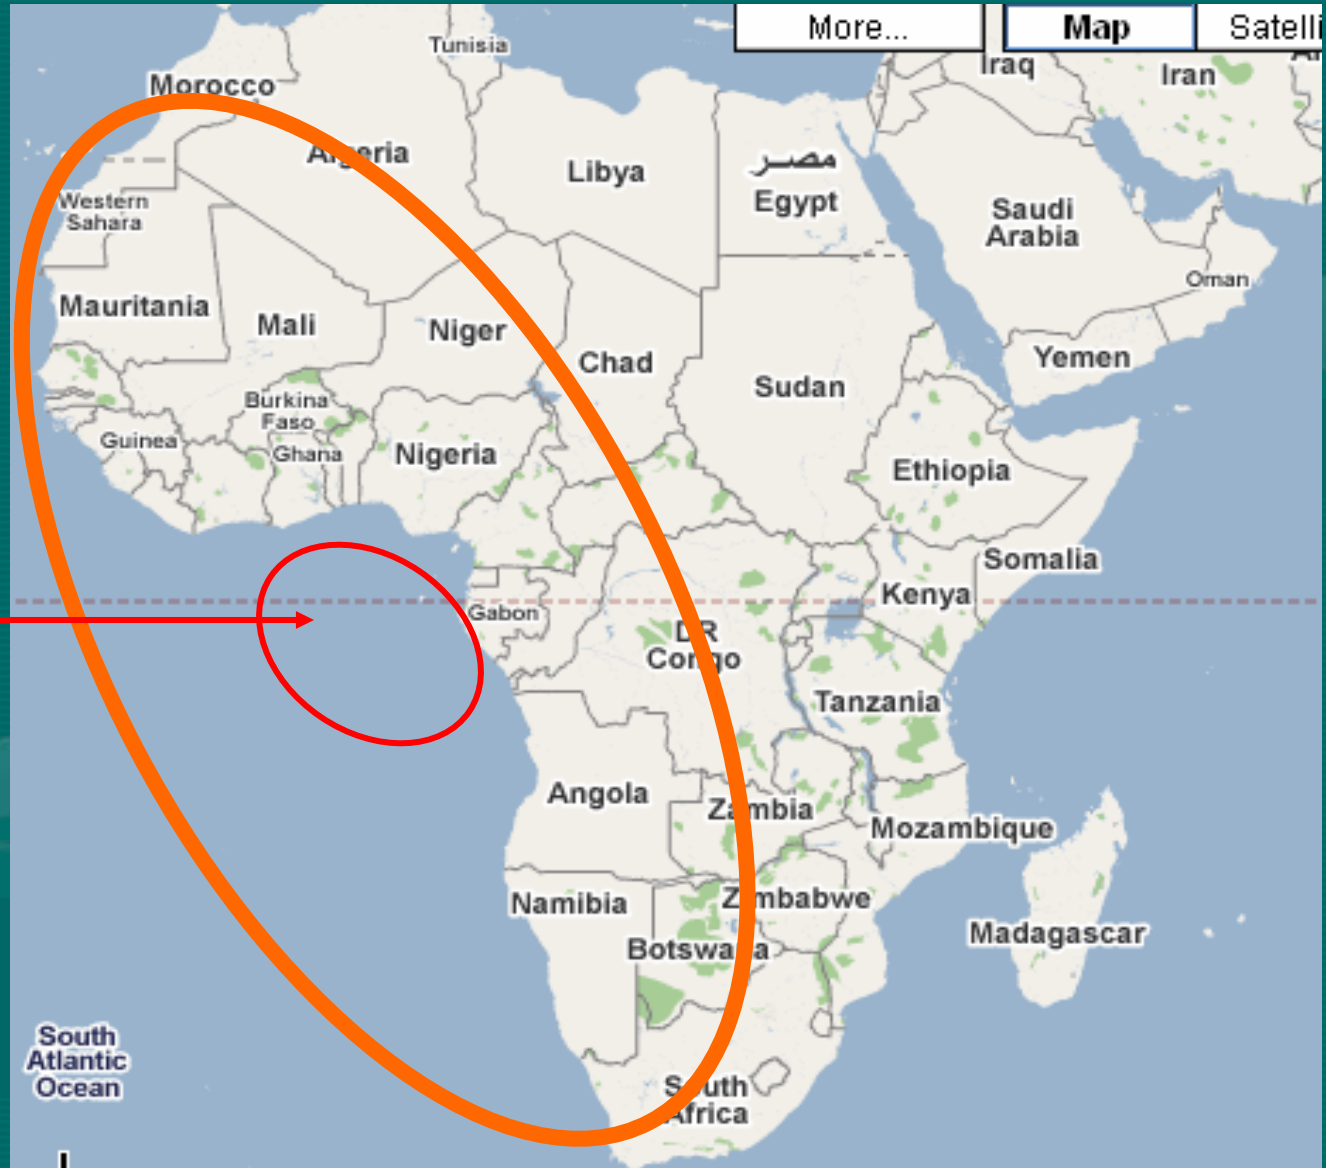 More...
Map
Satelli
Tunisia
Iraq
Iran
Morocco
Algeria
Libya
مصر
Egypt
Western
Sahara
Saudi
Arabia
Oman
Mauritania
Mali
Niger
Chad
Yemen
Sudan
Burkina
Faso
Guinea
Ghana
Nigeria
Ethiopia
Somalia
Kenya
Gabon
DR
Congo
Tanzania
Angola
Zambia
Mozambique
Namibia
Zimbabwe
Botswana
Madagascar
South
Atlantic
Ocean
South
Africa